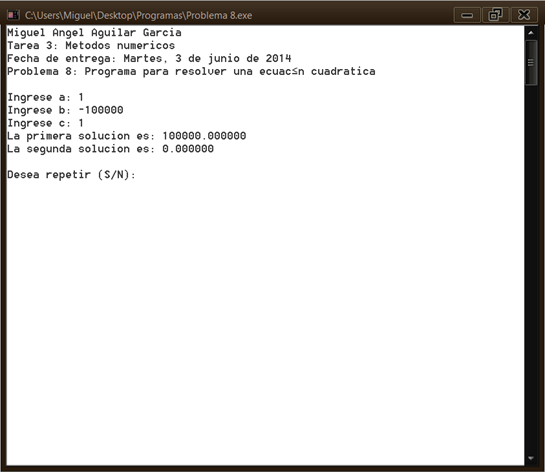 C:\Users\Miguel\Desktop\Programas\Problema 8.exe
Miguel Angel Aguilar Garcia
Tarea 3: Metodos numericos
Fecha de entrega: Martes, 3 de junio de 2014
Problema 8: Programa para resolver una ecuac≤n cuadratica
Ingrese a: 1
Ingrese b: -100000
Ingrese c: 1
La primera solucion es: 100000.000000
La segunda solucion es: 0.000000
Desea repetir (S/N):